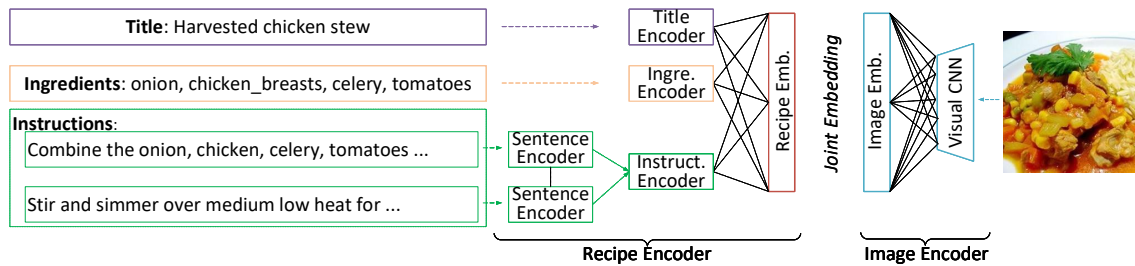 Title: Harvested chicken stew
Title
Encoder
Ingredients: onion, chicken_breasts, celery, tomatoes
Ingre.
Encoder
Instructions:
Combine the onion, chicken, celery, tomatoes ...
Sentence
Encoder
Stir and simmer over medium low heat for ...
Sentence
Encoder
Instruct.
Encoder
Recipe Emb.
Joint Embedding
Image Emb.
Visual CNN
Recipe Encoder
Image Encoder